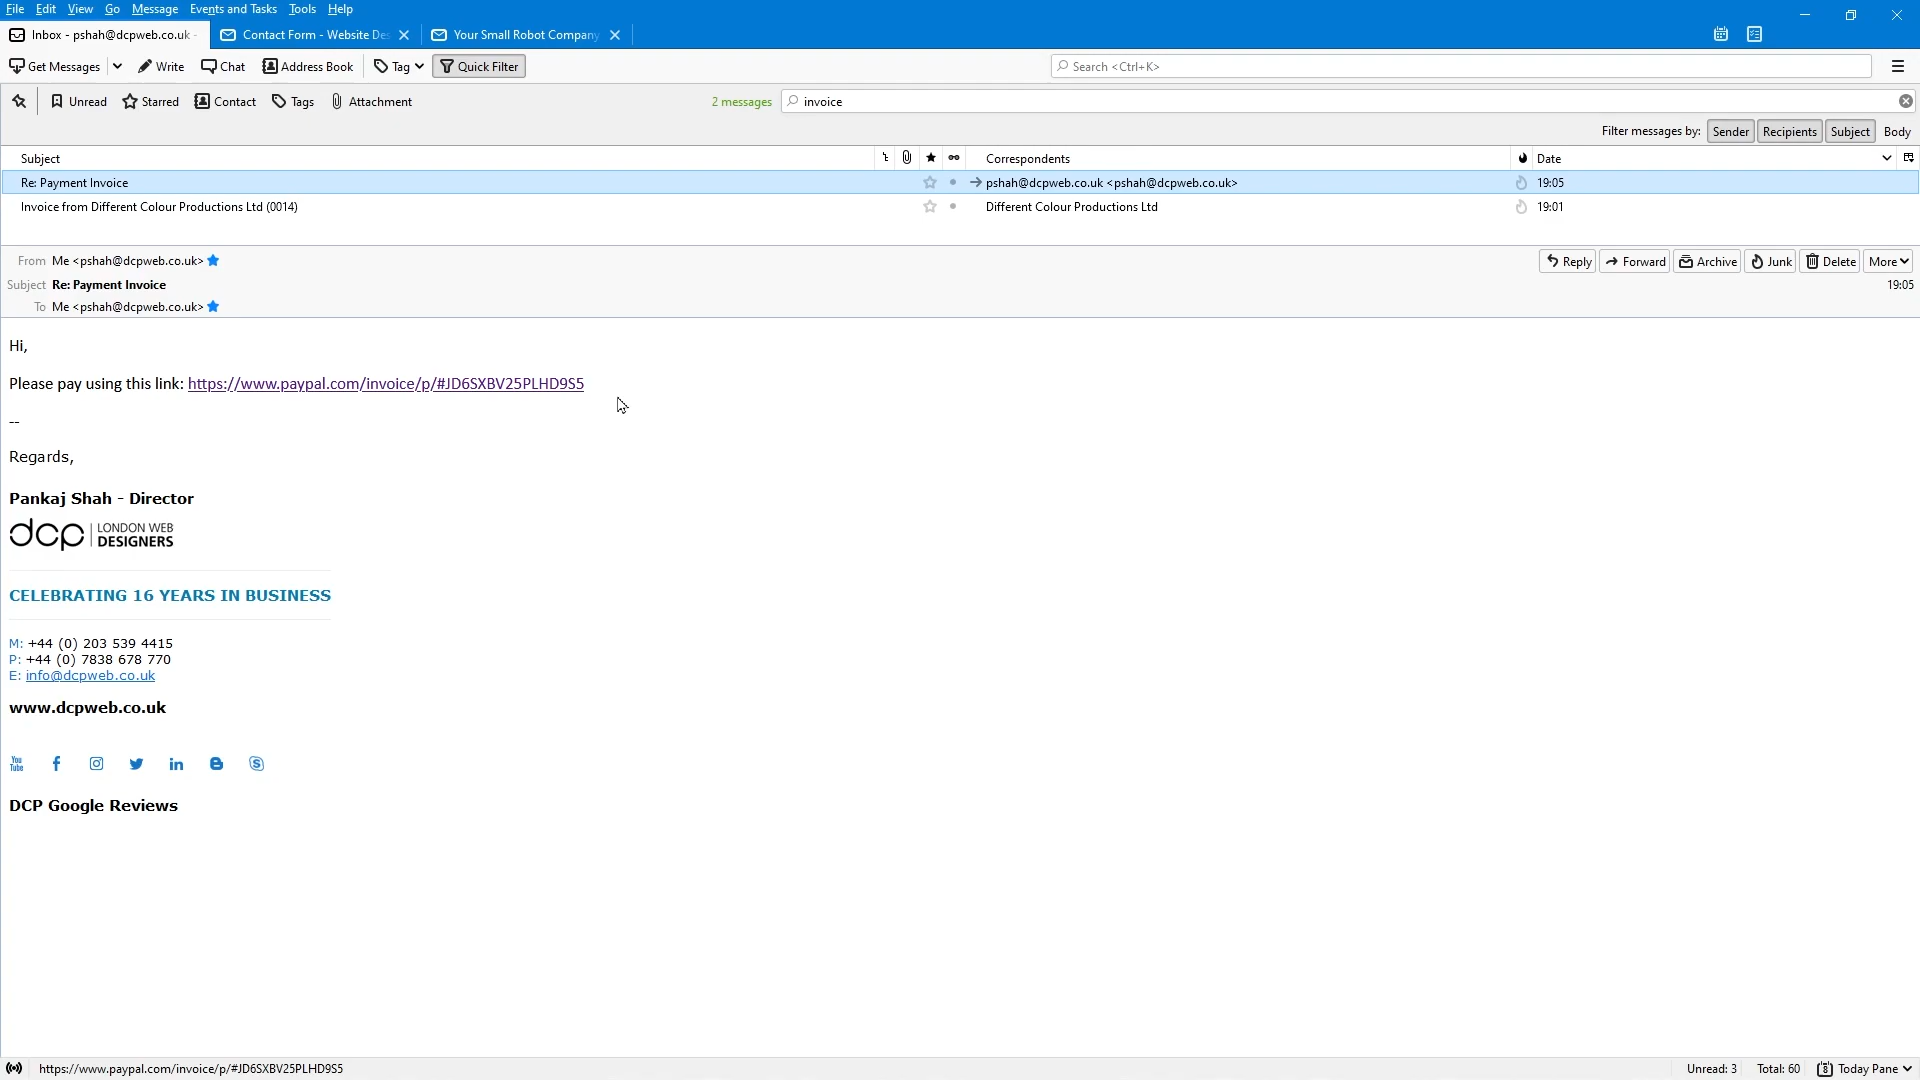 File Edit View Go Message Events and Tasks Tools Help
Inbox - pshah@dcpweb.co.uk - Contact Form - Website Des Your Small Robot Company
Get Messages Write Chat Address Book Tag Quick Filter Search <Ctrl+K>
Unread Starred Contact Tags Attachment 2 messages invoice
Filter messages by: Sender Recipients Subject Body
Subject Correspondents Date
Re: Payment Invoice pshah@dcpweb.co.uk <pshah@dcpweb.co.uk> 19:05
Invoice from Different Colour Productions Ltd (0014) Different Colour Productions Ltd 19:01
From Me <pshah@dcpweb.co.uk> Reply Forward Archive Junk Delete More
Subject Re: Payment Invoice 19:05
To Me <pshah@dcpweb.co.uk>
Hi,
Please pay using this link: https://www.paypal.com/invoice/p/#JD6SXBV25PLHD9S5
--
Regards,
Pankaj Shah - Director
dcp LONDON WEB
DESIGNERS
CELEBRATING 16 YEARS IN BUSINESS
M: +44 (0) 203 539 4415
P: +44 (0) 7838 678 770
E: info@dcpweb.co.uk
www.dcpweb.co.uk
You Tube
DCP Google Reviews
https://www.paypal.com/invoice/p/#JD6SXBV25PLHD9S5 Unread: 3 Total: 60 8 Today Pane